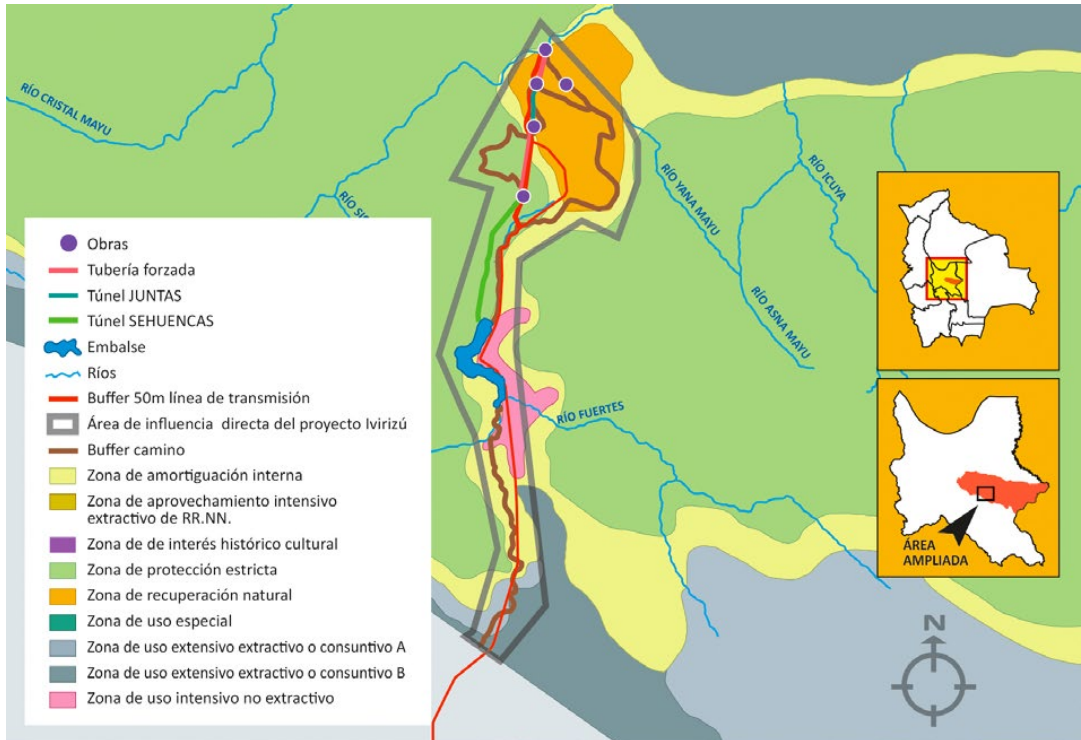 RÍO CRISTAL MAYU
RÍO YANA MAYU
RÍO ICUYA
RÍO ASNA MAYU
RÍO FUERTES
Obras
Tubería forzada
Túnel JUNTAS
Túnel SEHUENCAS
Embalse
Ríos
Buffer 50m línea de transmisión
Área de influencia directa del proyecto Ivirizú
Buffer camino
Zona de amortiguación interna
Zona de aprovechamiento intensivo
extractivo de RR.NN.
Zona de de interés histórico cultural
Zona de protección estricta
Zona de recuperación natural
Zona de uso especial
Zona de uso extensivo extractivo o consuntivo A
Zona de uso extensivo extractivo o consuntivo B
Zona de uso intensivo no extractivo
ÁREA
AMPLIADA
N